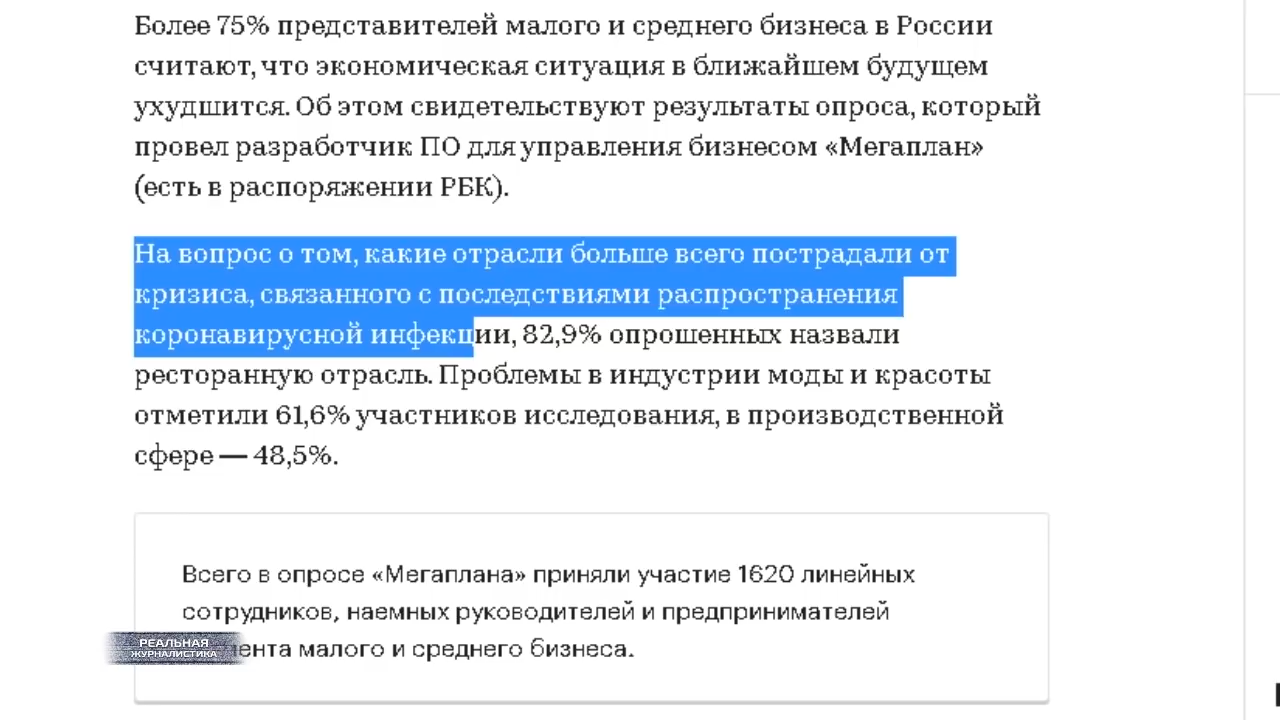 Более 75% представителей малого и среднего бизнеса в России
считают, что экономическая ситуация в ближайшем будущем
ухудшится. Об этом свидетельствуют результаты опроса, который
провел разработчик ПО для управления бизнесом «Мегаплан»
(есть в распоряжении РБК).
На вопрос о том, какие отрасли больше всего пострадали от
кризиса, связанного с последствиями распространения
коронавирусной инфекции, 82,9% опрошенных назвали
ресторанную отрасль. Проблемы в индустрии моды и красоты
отметили 61,6% участников исследования, в производственной
сфере — 48,5%.
Всего в опросе «Мегаплана» приняли участие 1620 линейных
сотрудников, наемных руководителей и предпринимателей
малого и среднего бизнеса.
РЕАЛЬНАЯ
ЖУРНАЛИСТИКА